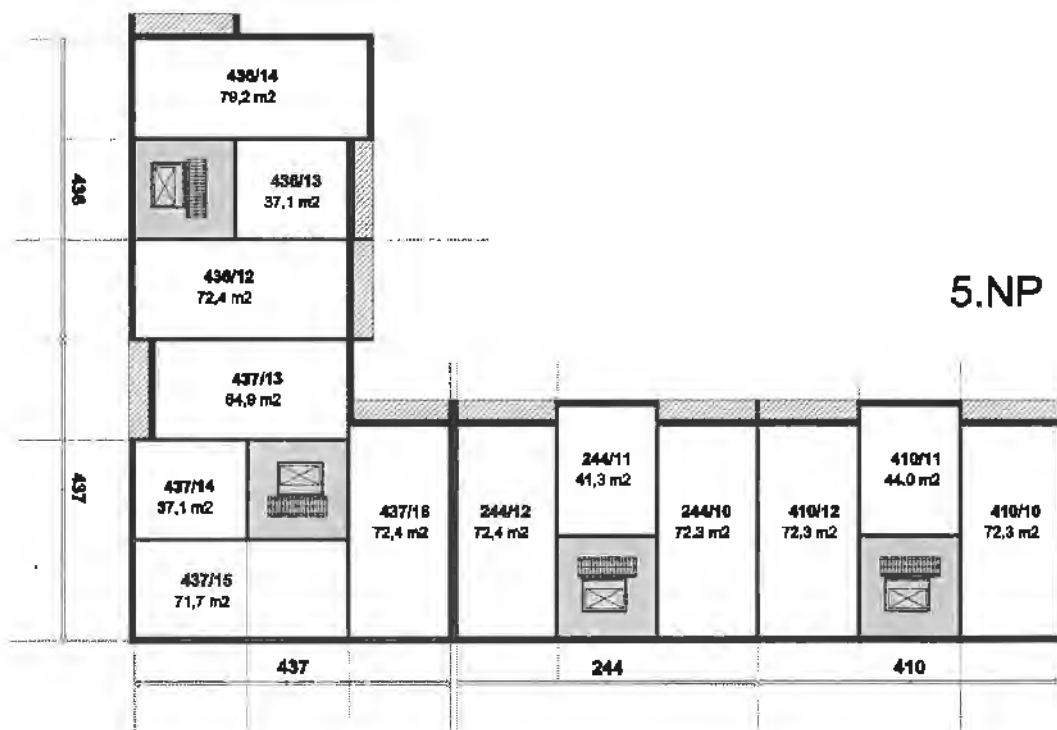 436/14
79,2 m2
436/13
37,1 m2
436
436/12
72,4 m2
5.NP
437/13
64,9 m2
437/14
37,1 m2
437
437/15
71,7 m2
437/16
72,4 m2
244/12
72,4 m2
244/11
41,3 m2
244/10
72,3 m2
410/12
72,3 m2
410/11
44,0 m2
410/10
72,3 m2
437
244
410